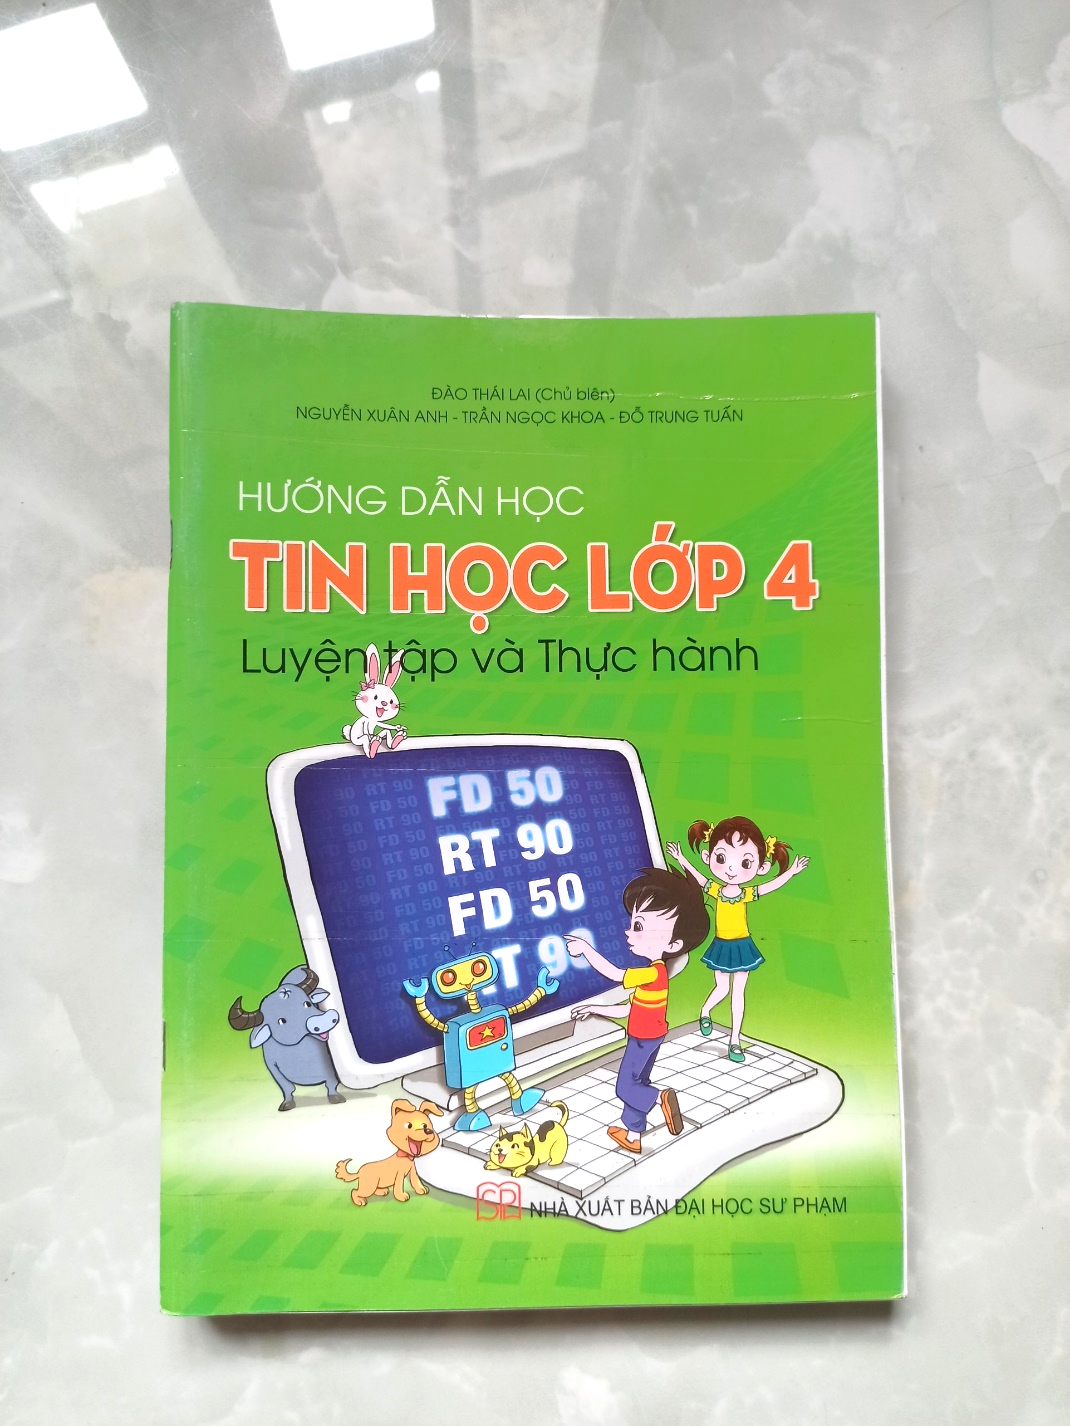 ĐÀO THÁI LAI (Chủ biên)
NGUYỄN XUÂN ANH - TRẦN NGỌC KHOA - ĐỖ TRUNG TUẤN
HƯỚNG DẪN HỌC
TIN HỌC LỚP 4
Luyện tập và Thực hành
FD 50
RT 90
FD 50
RT 90
NHÀ XUẤT BẢN ĐẠI HỌC SƯ PHẠM